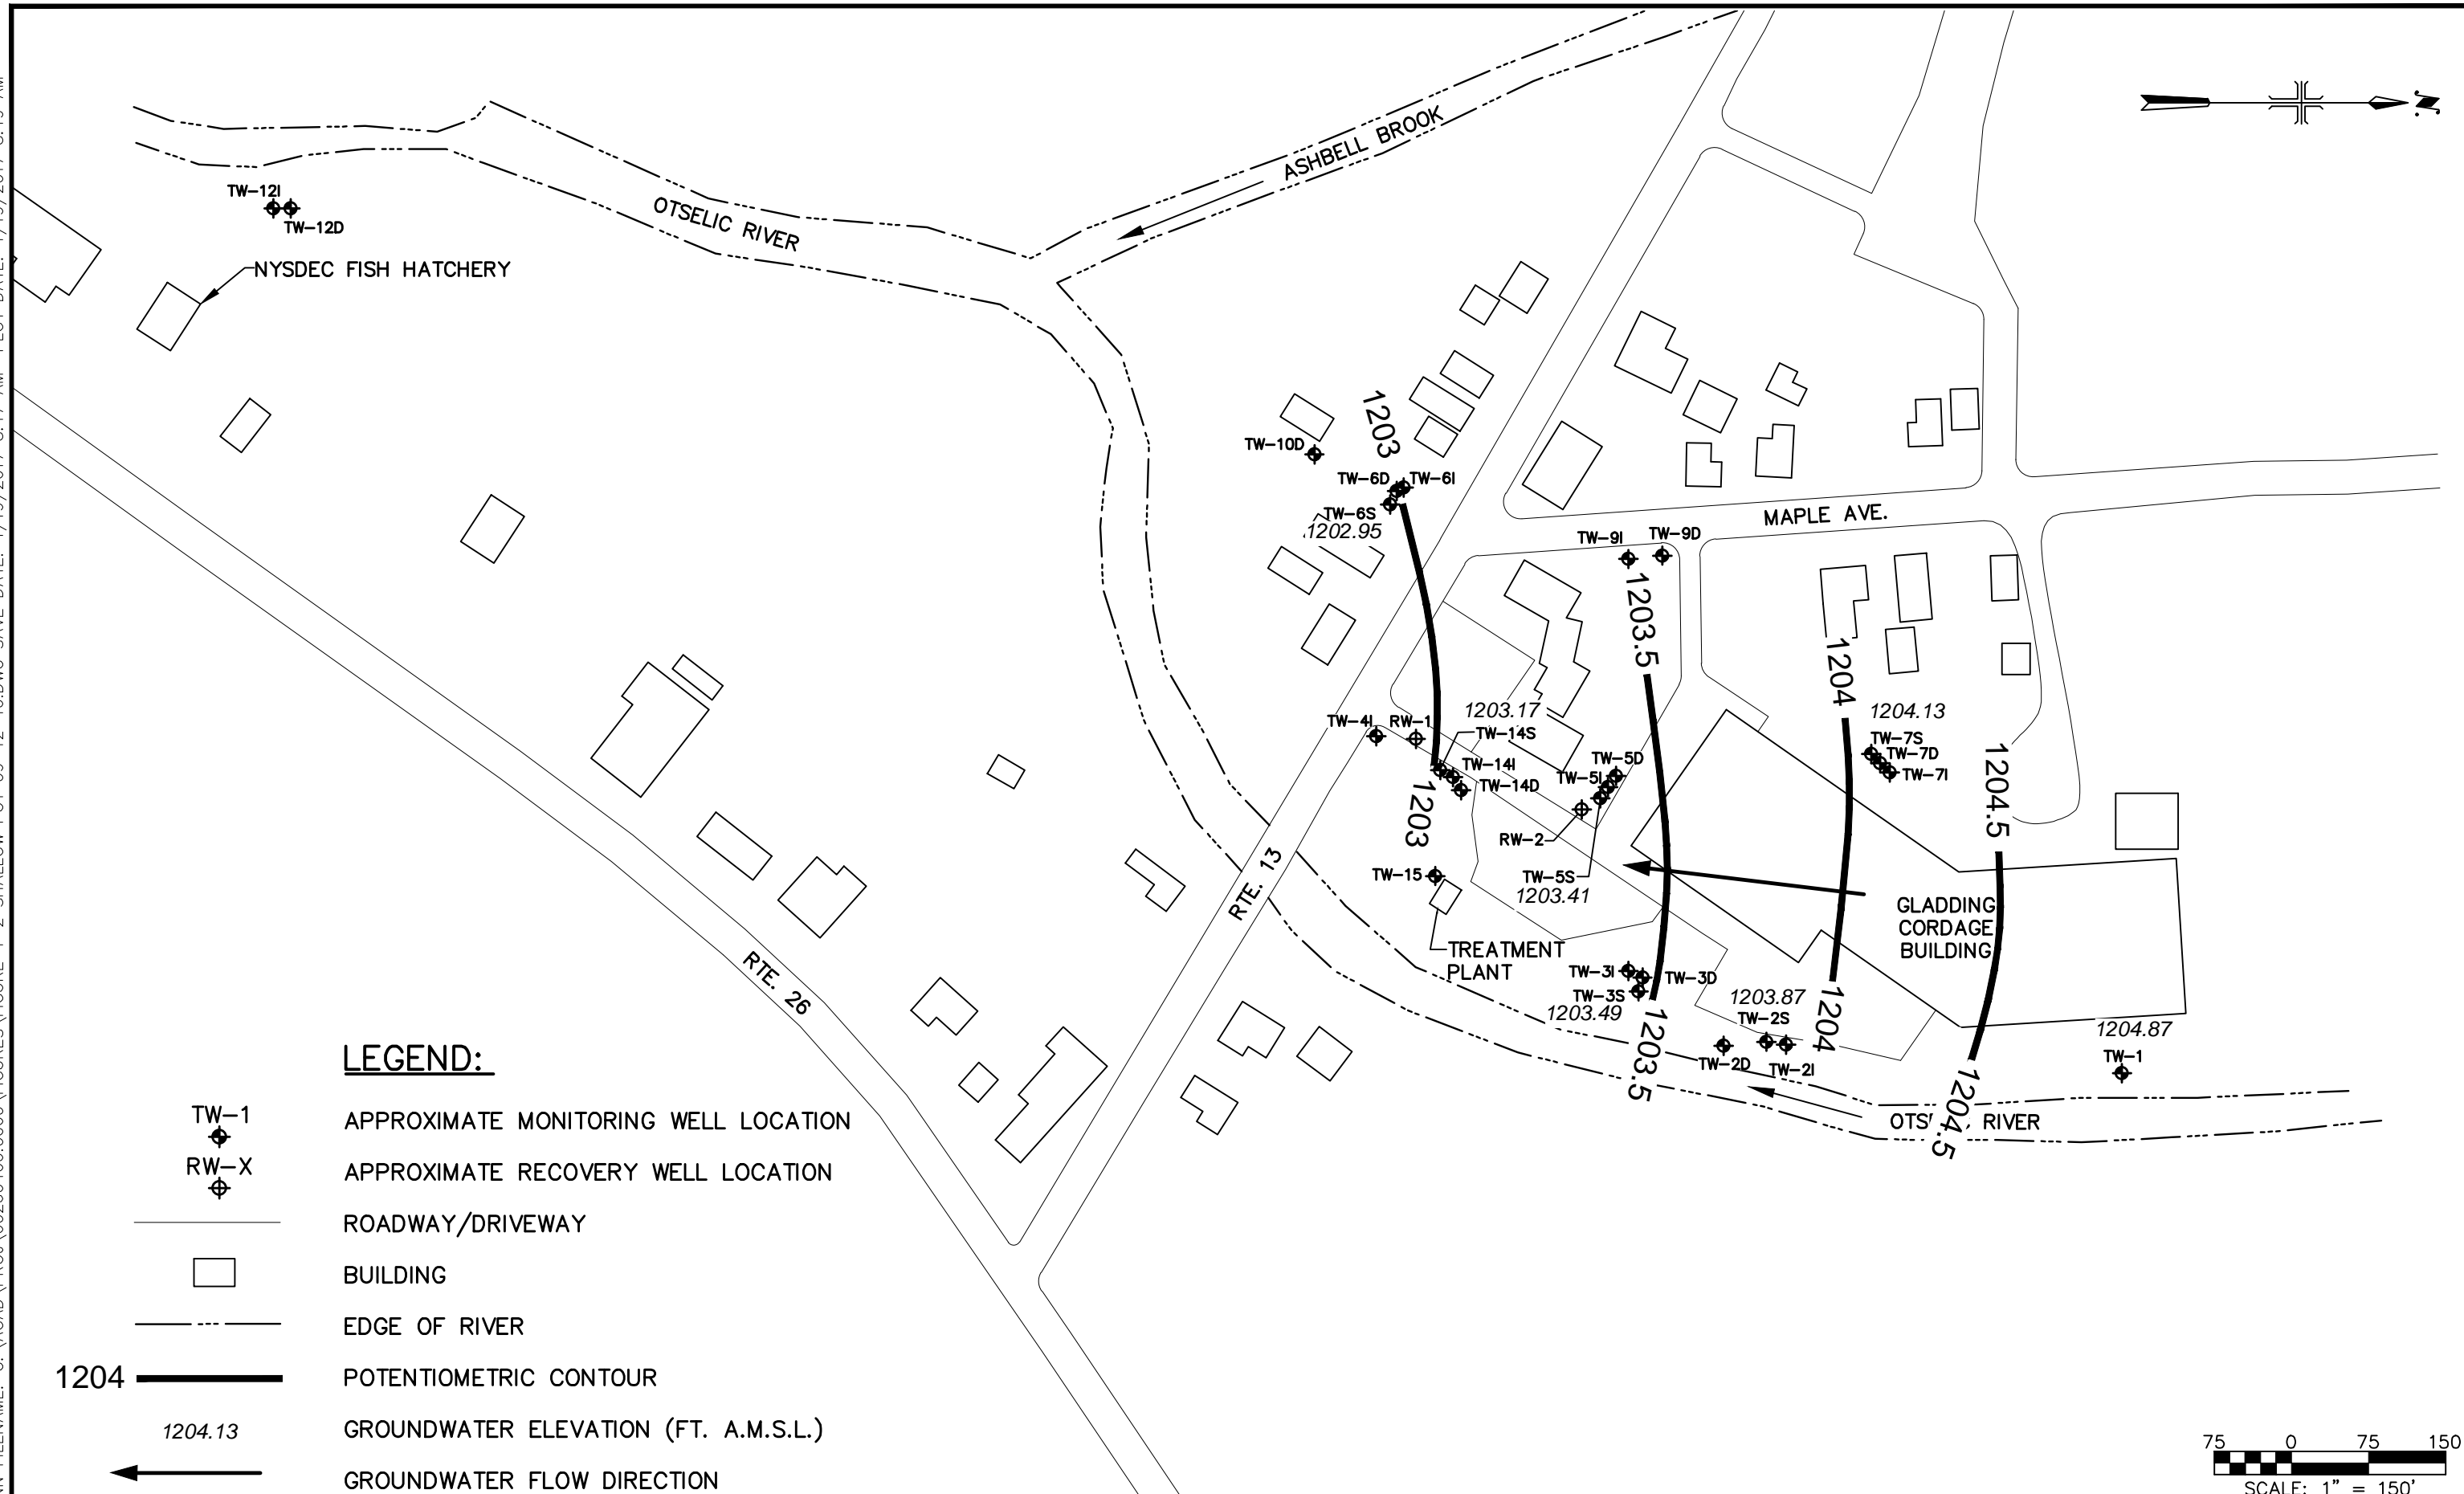 ASHBELL BROOK
N
TW-12I
TW-12D
OTSELIC RIVER
NYSDEC FISH HATCHERY
1203
TW-10D
TW-6D
TW-6I
TW-6S
1202.95
MAPLE AVE.
TW-9I
TW-9D
1203.5
1204
1204.13
TW-7S
TW-7D
TW-7I
1204.5
1203.17
TW-4I
RW-1
TW-14S
TW-14I
TW-14D
1203
TW-5D
TW-5I
RW-2
TW-5S
1203.41
TW-15
RTE. 13
TREATMENT
PLANT
GLADDING
CORDAGE
BUILDING
TW-3I
TW-3D
TW-3S
1203.49
1203.87
TW-2S
TW-2D
TW-2I
1203.5
1204
1204.5
1204.87
TW-1
RIVER
RTE. 26
LEGEND:
TW-1
APPROXIMATE MONITORING WELL LOCATION
RW-X
APPROXIMATE RECOVERY WELL LOCATION
ROADWAY/DRIVEWAY
BUILDING
EDGE OF RIVER
1204
POTENTIOMETRIC CONTOUR
1204.13
GROUNDWATER ELEVATION (FT. A.M.S.L.)
GROUNDWATER FLOW DIRECTION
75 0 75 150
SCALE: 1" = 150'